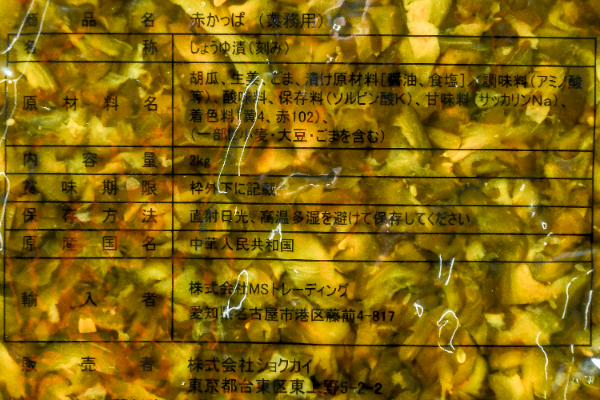 商品名 赤かっぱ（業務用）
名称 しょうゆ漬（刻み）
原材料名 胡瓜、生姜、ごま、漬け原材料[醤油、食塩]／調味料（アミノ酸
等）、酸味料、保存料（ソルビン酸K）、甘味料（サッカリンNa）、
着色料（黄4、赤102）、
（一部に小麦・大豆・ごまを含む）
内容量 2kg
賞味期限 枠外下に記載
保存方法 直射日光、高温多湿を避けて保存してください
原産国名 中華人民共和国
輸入者 株式会社MSトレーディング
愛知県名古屋市港区藤前4-817
販売者 株式会社ショクカイ
東京都台東区東上野5-2-2